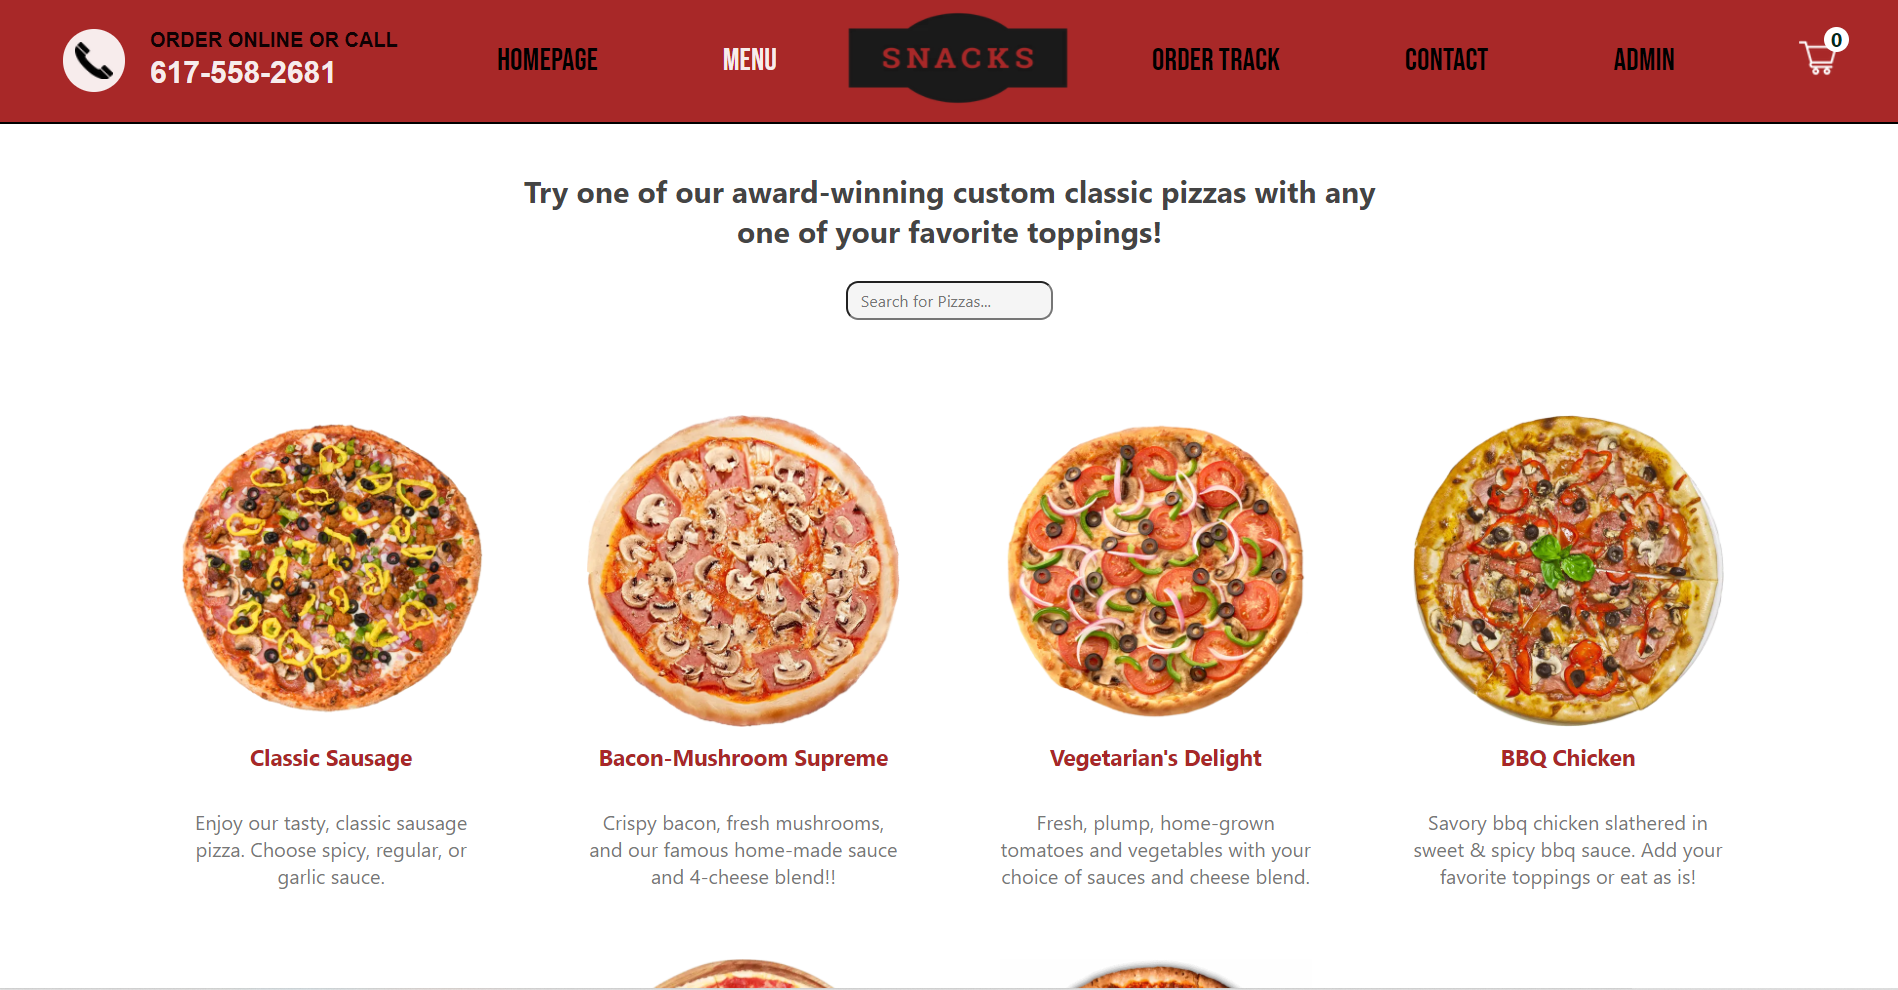 ORDER ONLINE OR CALL
617-558-2681
HOMEPAGE
MENU
SNACKS
ORDER TRACK
CONTACT
ADMIN
0
Try one of our award-winning custom classic pizzas with any
one of your favorite toppings!
Search for Pizzas...
Classic Sausage
Enjoy our tasty, classic sausage
pizza. Choose spicy, regular, or
garlic sauce.
Bacon-Mushroom Supreme
Crispy bacon, fresh mushrooms,
and our famous home-made sauce
and 4-cheese blend!!
Vegetarian's Delight
Fresh, plump, home-grown
tomatoes and vegetables with your
choice of sauces and cheese blend.
BBQ Chicken
Savory bbq chicken slathered in
sweet & spicy bbq sauce. Add your
favorite toppings or eat as is!